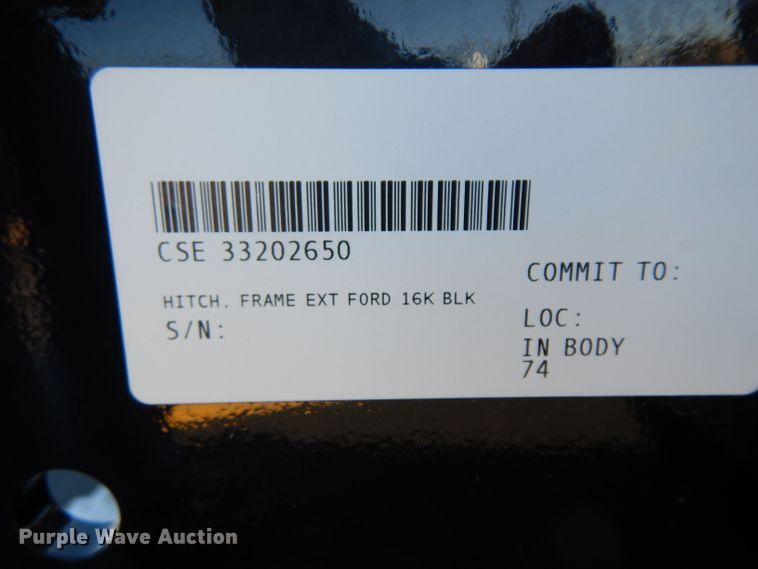 CSE 33202650
HITCH, FRAME EXT FORD 16K BLK
S/N:
COMMIT TO:
LOC:
IN BODY
74
Purple Wave Auction